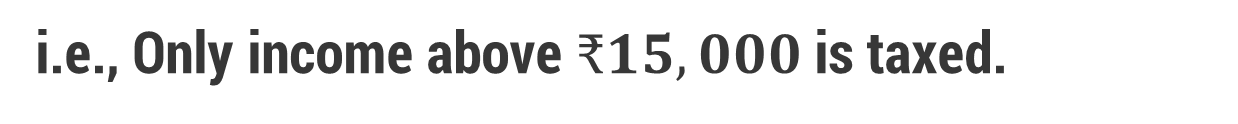 i.e., Only income above ₹15, 000 is taxed.